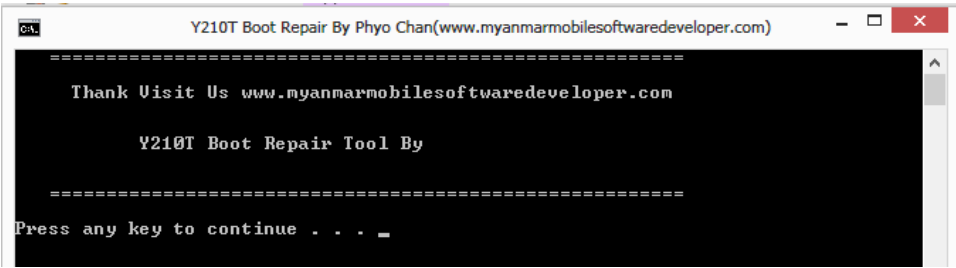 Y210T Boot Repair By Phyo Chan(www.myanmarmobilesoftwaredeveloper.com)
========================================================
Thank Visit Us www.myanmarmobilesoftwaredeveloper.com
Y210T Boot Repair Tool By
========================================================
Press any key to continue . . . _